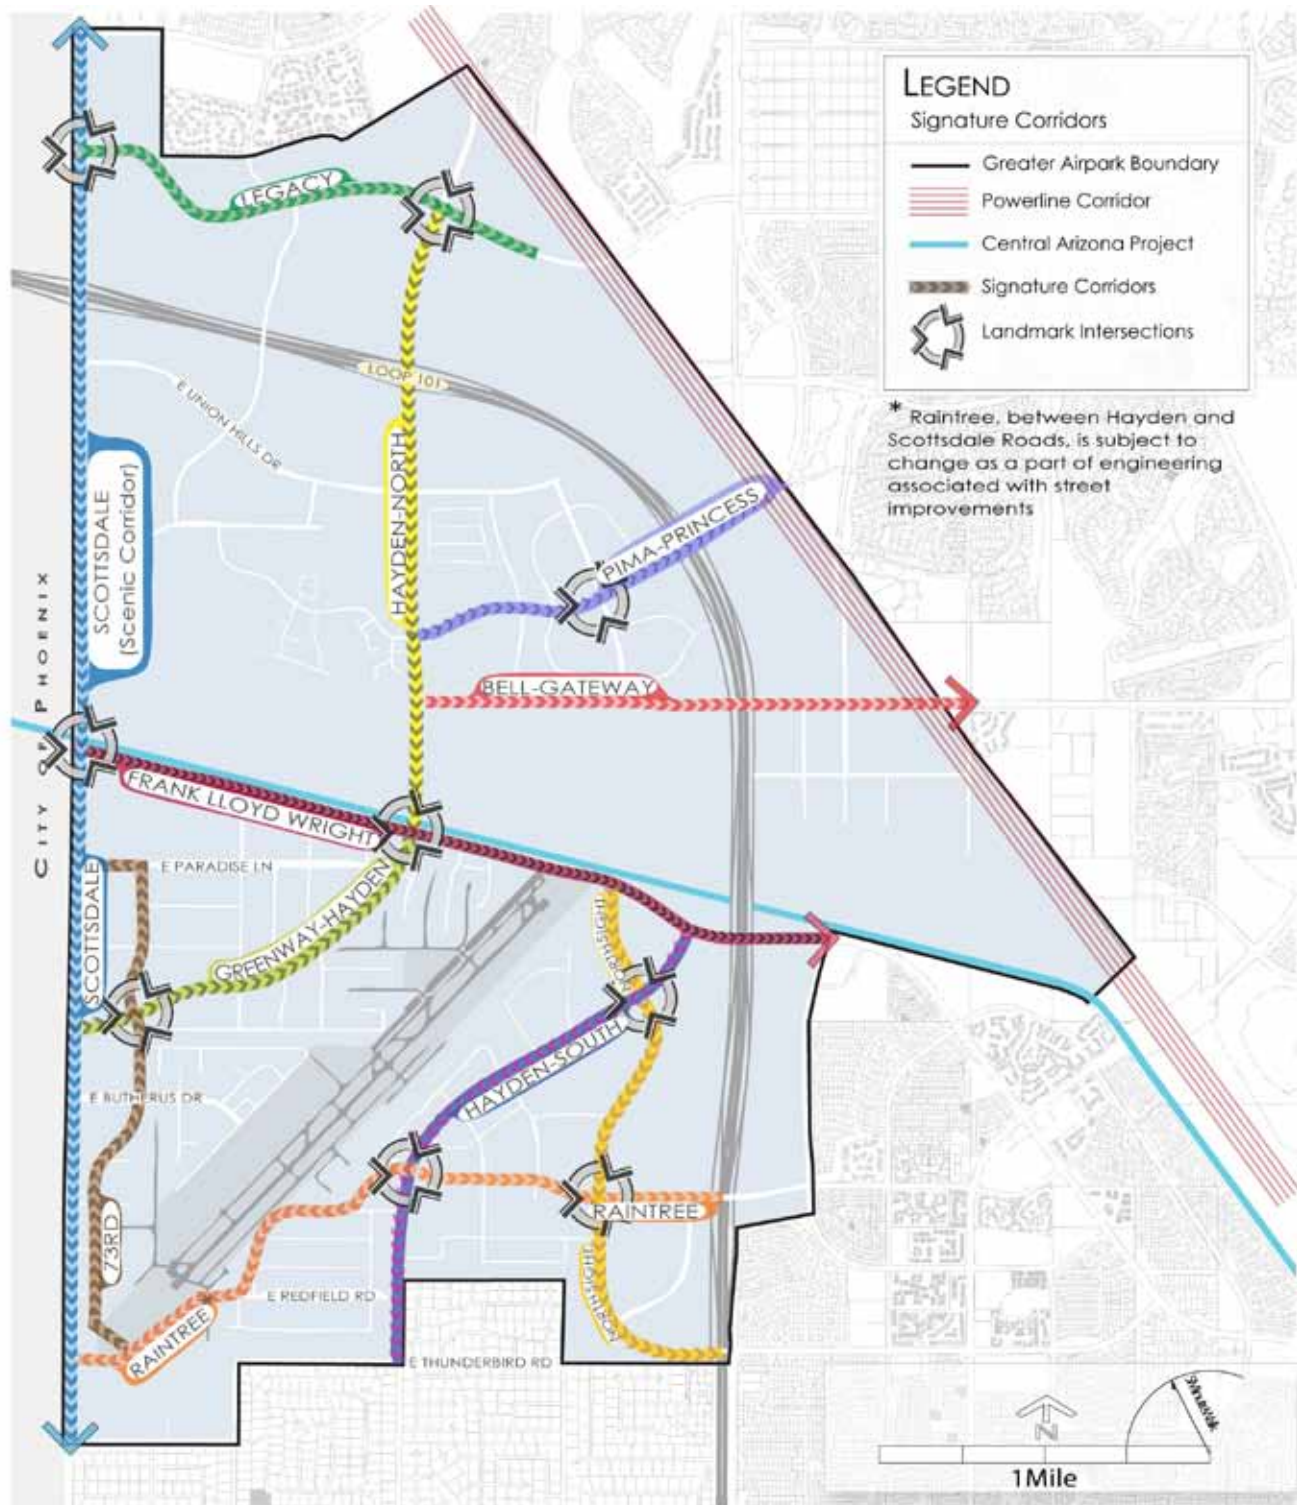 LEGEND
Signature Corridors
Greater Airpark Boundary
Powerline Corridor
Central Arizona Project
Signature Corridors
Landmark Intersections
* Raintree, between Hayden and
Scottsdale Roads, is subject to
change as a part of engineering
associated with street
improvements
LEGACY
LOOP 101
E UNION HILLS DR
HAYDEN-NORTH
SCOTTSDALE
(Scenic Corridor)
PIMA-PRINCESS
CITY OF PHOENIX
BELL-GATEWAY
FRANK LLOYD WRIGHT
E PARADISE LN
SCOTTSDALE
GREENWAY-HAYDEN
NORTHSIGHT
HAYDEN-SOUTH
E BUTHERUS DR
RAINTREE
73RD
NORTHSIGHT
E REDFIELD RD
RAINTREE
E THUNDERBIRD RD
N
1Mile